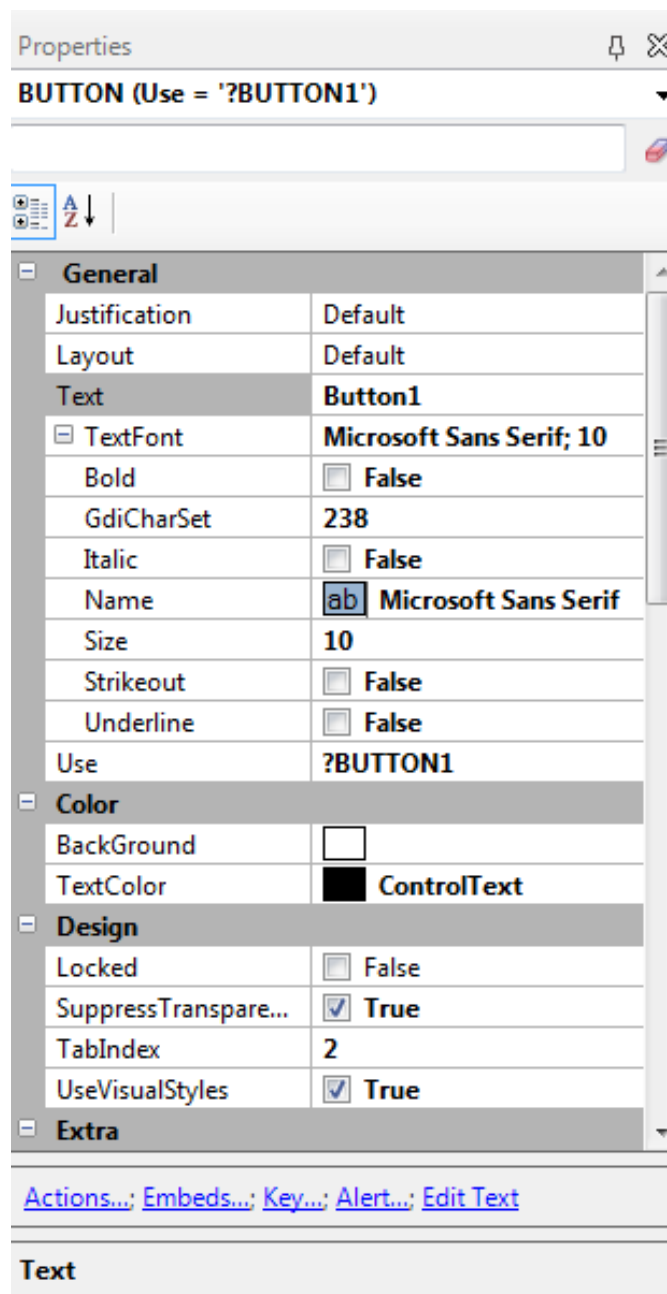 Properties
BUTTON (Use = '?BUTTON1')
A
Z
General
Justification Default
Layout Default
Text Button1
TextFont Microsoft Sans Serif; 10
Bold False
GdiCharSet 238
Italic False
Name ab Microsoft Sans Serif
Size 10
Strikeout False
Underline False
Use ?BUTTON1
Color
BackGround
TextColor ControlText
Design
Locked False
SuppressTranspare... True
TabIndex 2
UseVisualStyles True
Extra
Actions...; Embeds...; Key...; Alert...; Edit Text
Text